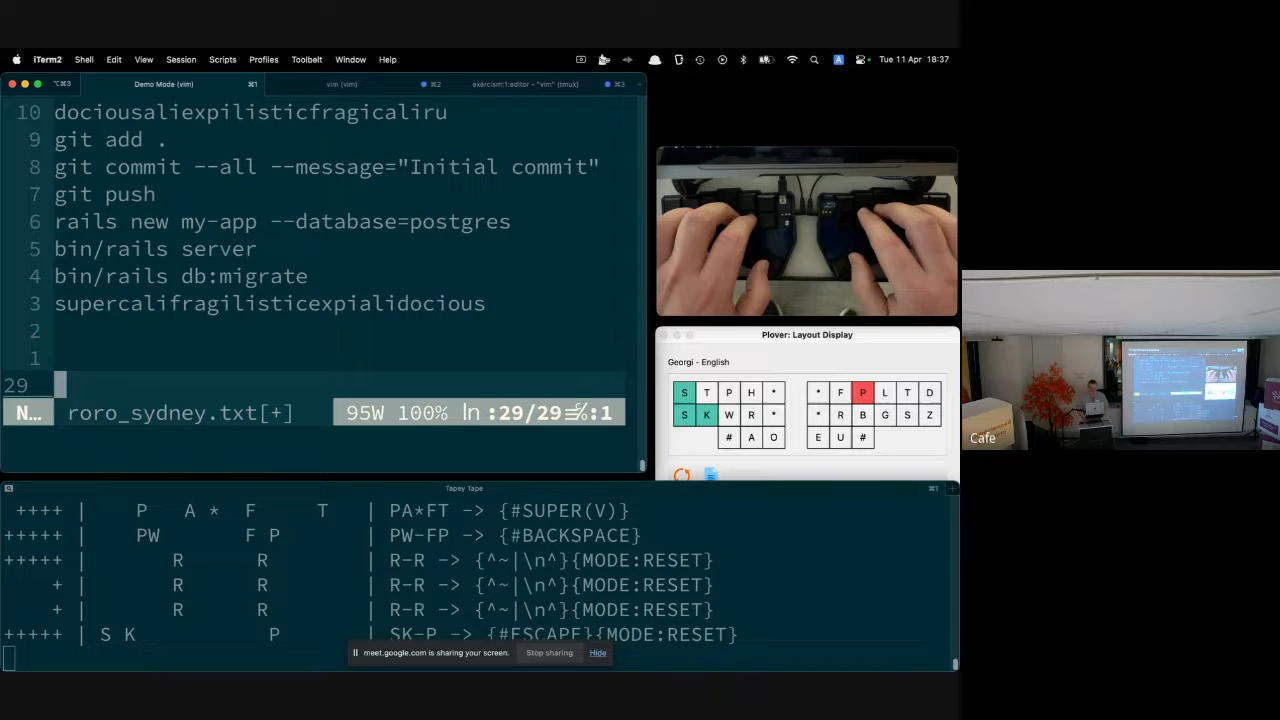 iTerm2 Shell Edit View Session Scripts Profiles Toolbelt Window Help
A Tue 11 Apr 18:37
⌥⌘3 Demo Mode (vim) ⌘1 vim (vim) ⌘2 exercism:1:editor - "vim" (tmux) ⌘3
10 dociousaliexpilisticfragicaliru
9 git add .
8 git commit --all --message="Initial commit"
7 git push
6 rails new my-app --database=postgres
5 bin/rails server
4 bin/rails db:migrate
3 supercalifragilisticexpialidocious
2
1
29
N… roro_sydney.txt[+] 95W 100% ln :29/29☰℅:1
Plover: Layout Display
Georgi - English
S T P H * * F P L T D
S K W R * * R B G S Z
# A O E U #
Cafe
Tapey Tape ⌘1
++++ | P A * F T | PA*FT -> {#SUPER(V)}
+++++ | PW F P | PW-FP -> {#BACKSPACE}
+++++ | R R | R-R -> {^~|\n^}{MODE:RESET}
+ | R R | R-R -> {^~|\n^}{MODE:RESET}
+ | R R | R-R -> {^~|\n^}{MODE:RESET}
+++++ | S K P | SK-P -> {#ESCAPE}{MODE:RESET}
meet.google.com is sharing your screen. Stop sharing Hide